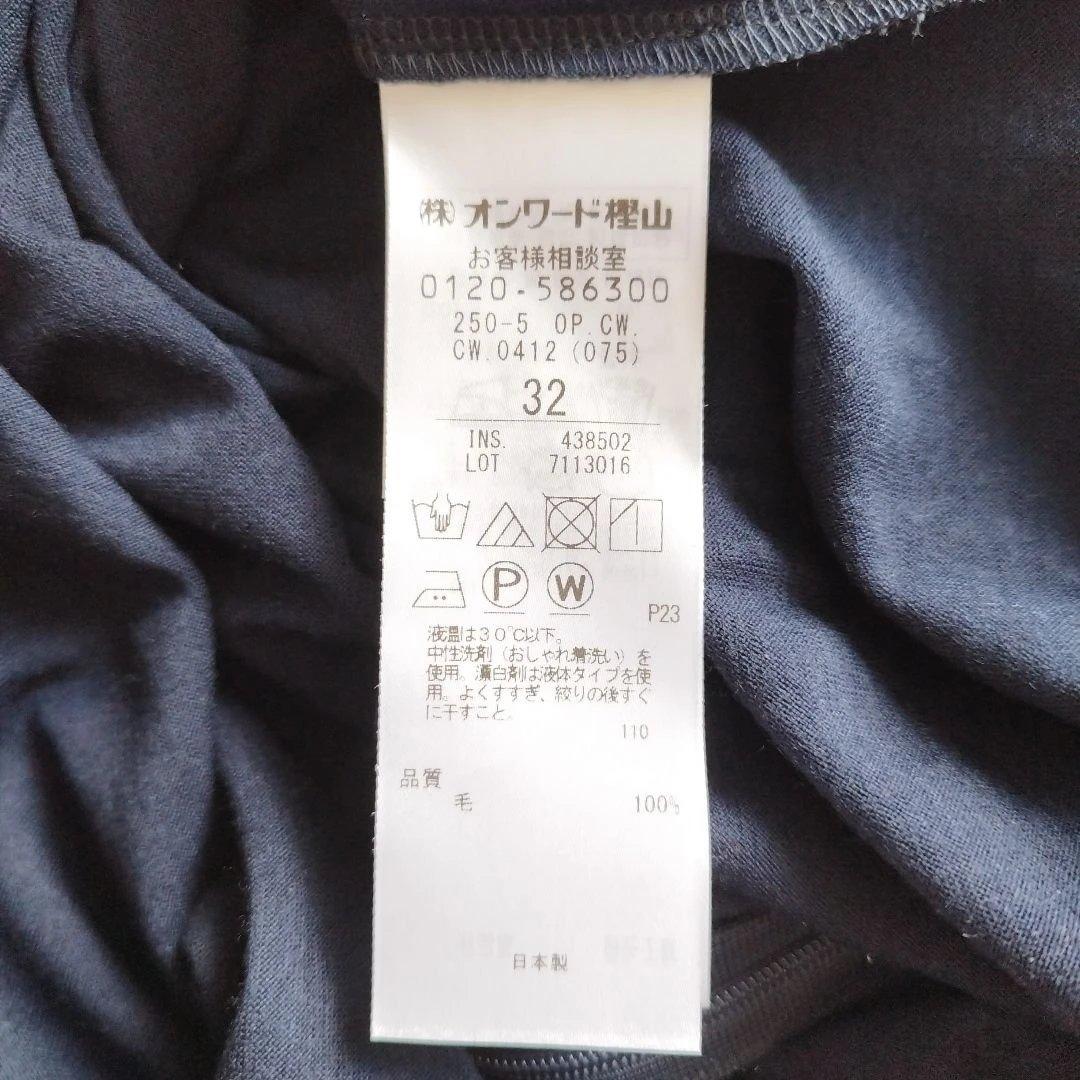 (株)オンワード樫山
お客様相談室
0120-586300
250-5 OP.CW.
CW.0412(075)
32
INS. 438502
LOT 7113016
P W
P23
液温は30℃以下。
中性洗剤(おしゃれ着洗い)を
使用。漂白剤は液体タイプを使
用。よくすすぎ、絞りの後すぐ
に干すこと。
110
品質
毛 100%
日本製